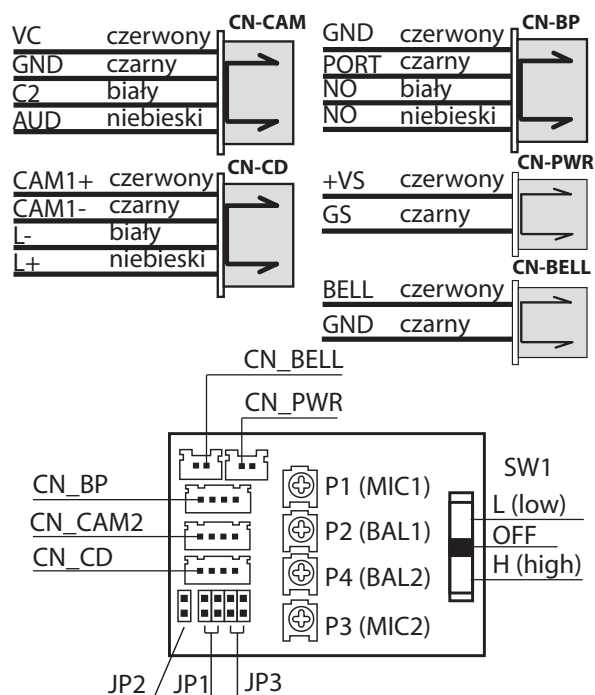 CN-CAM
VC czerwony
GND czarny
C2 biały
AUD niebieski
CN-BP
GND czerwony
PORT czarny
NO biały
NO niebieski
CN-CD
CAM1+ czerwony
CAM1- czarny
L- biały
L+ niebieski
CN-PWR
+VS czerwony
GS czarny
CN-BELL
BELL czerwony
GND czarny
CN_BELL
CN_PWR
CN_BP
CN_CAM2
CN_CD
P1 (MIC1)
P2 (BAL1)
P4 (BAL2)
P3 (MIC2)
SW1
L (low)
OFF
H (high)
JP2 JP1 JP3